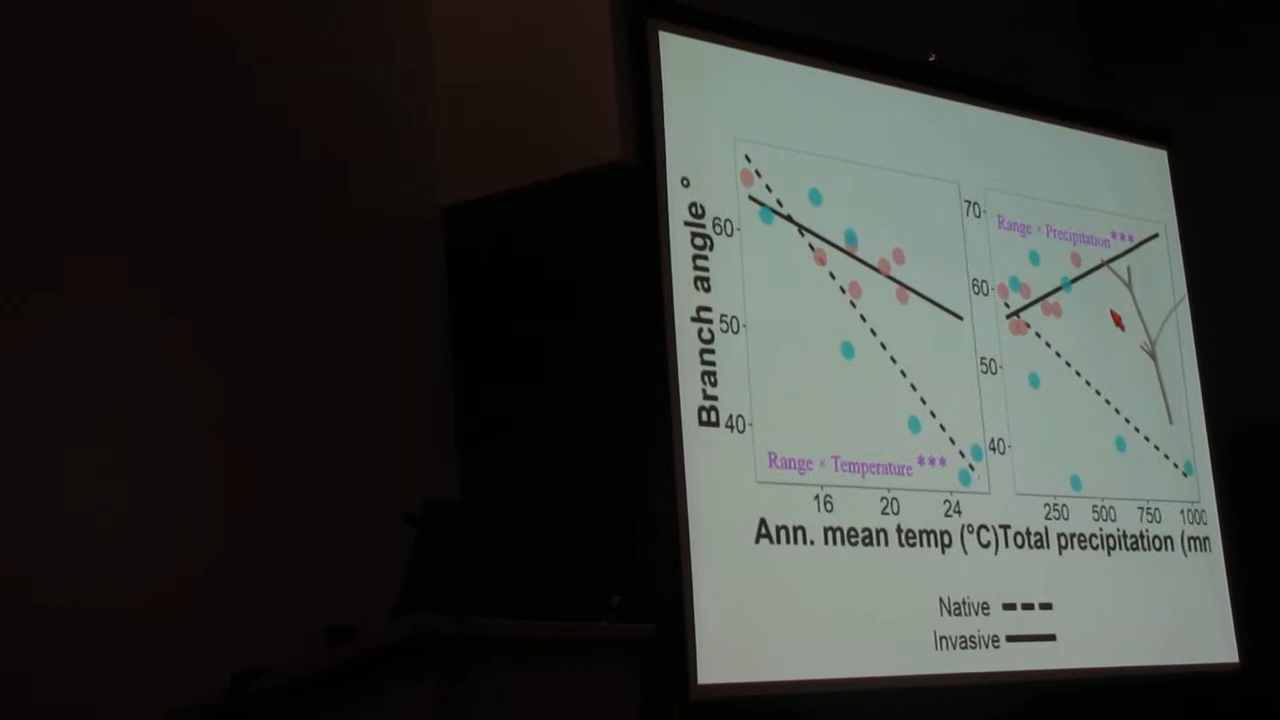 Branch angle °
60
50
40
Range × Temperature ***
16 20 24
Ann. mean temp (°C)
70
60
50
40
Range × Precipitation ***
250 500 750 1000
Total precipitation (mm
Native
Invasive